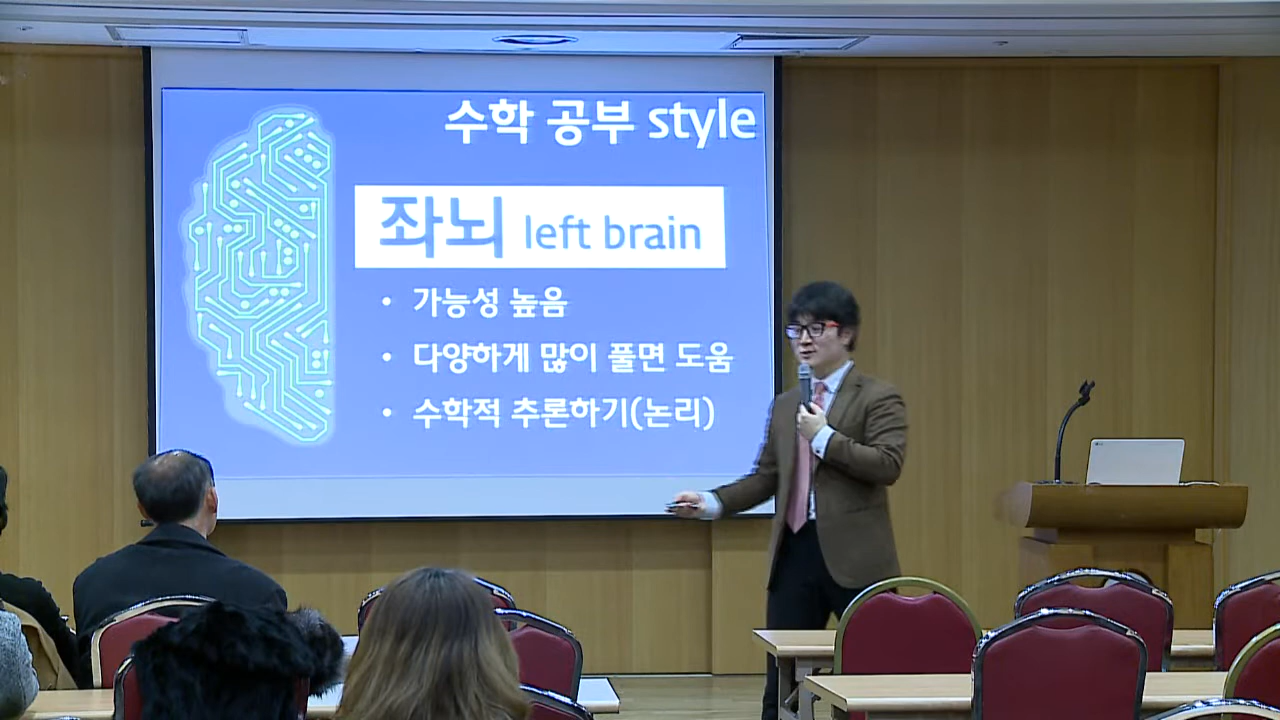 수학 공부 style
좌뇌 left brain
• 가능성 높음
• 다양하게 많이 풀면 도움
• 수학적 추론하기(논리)